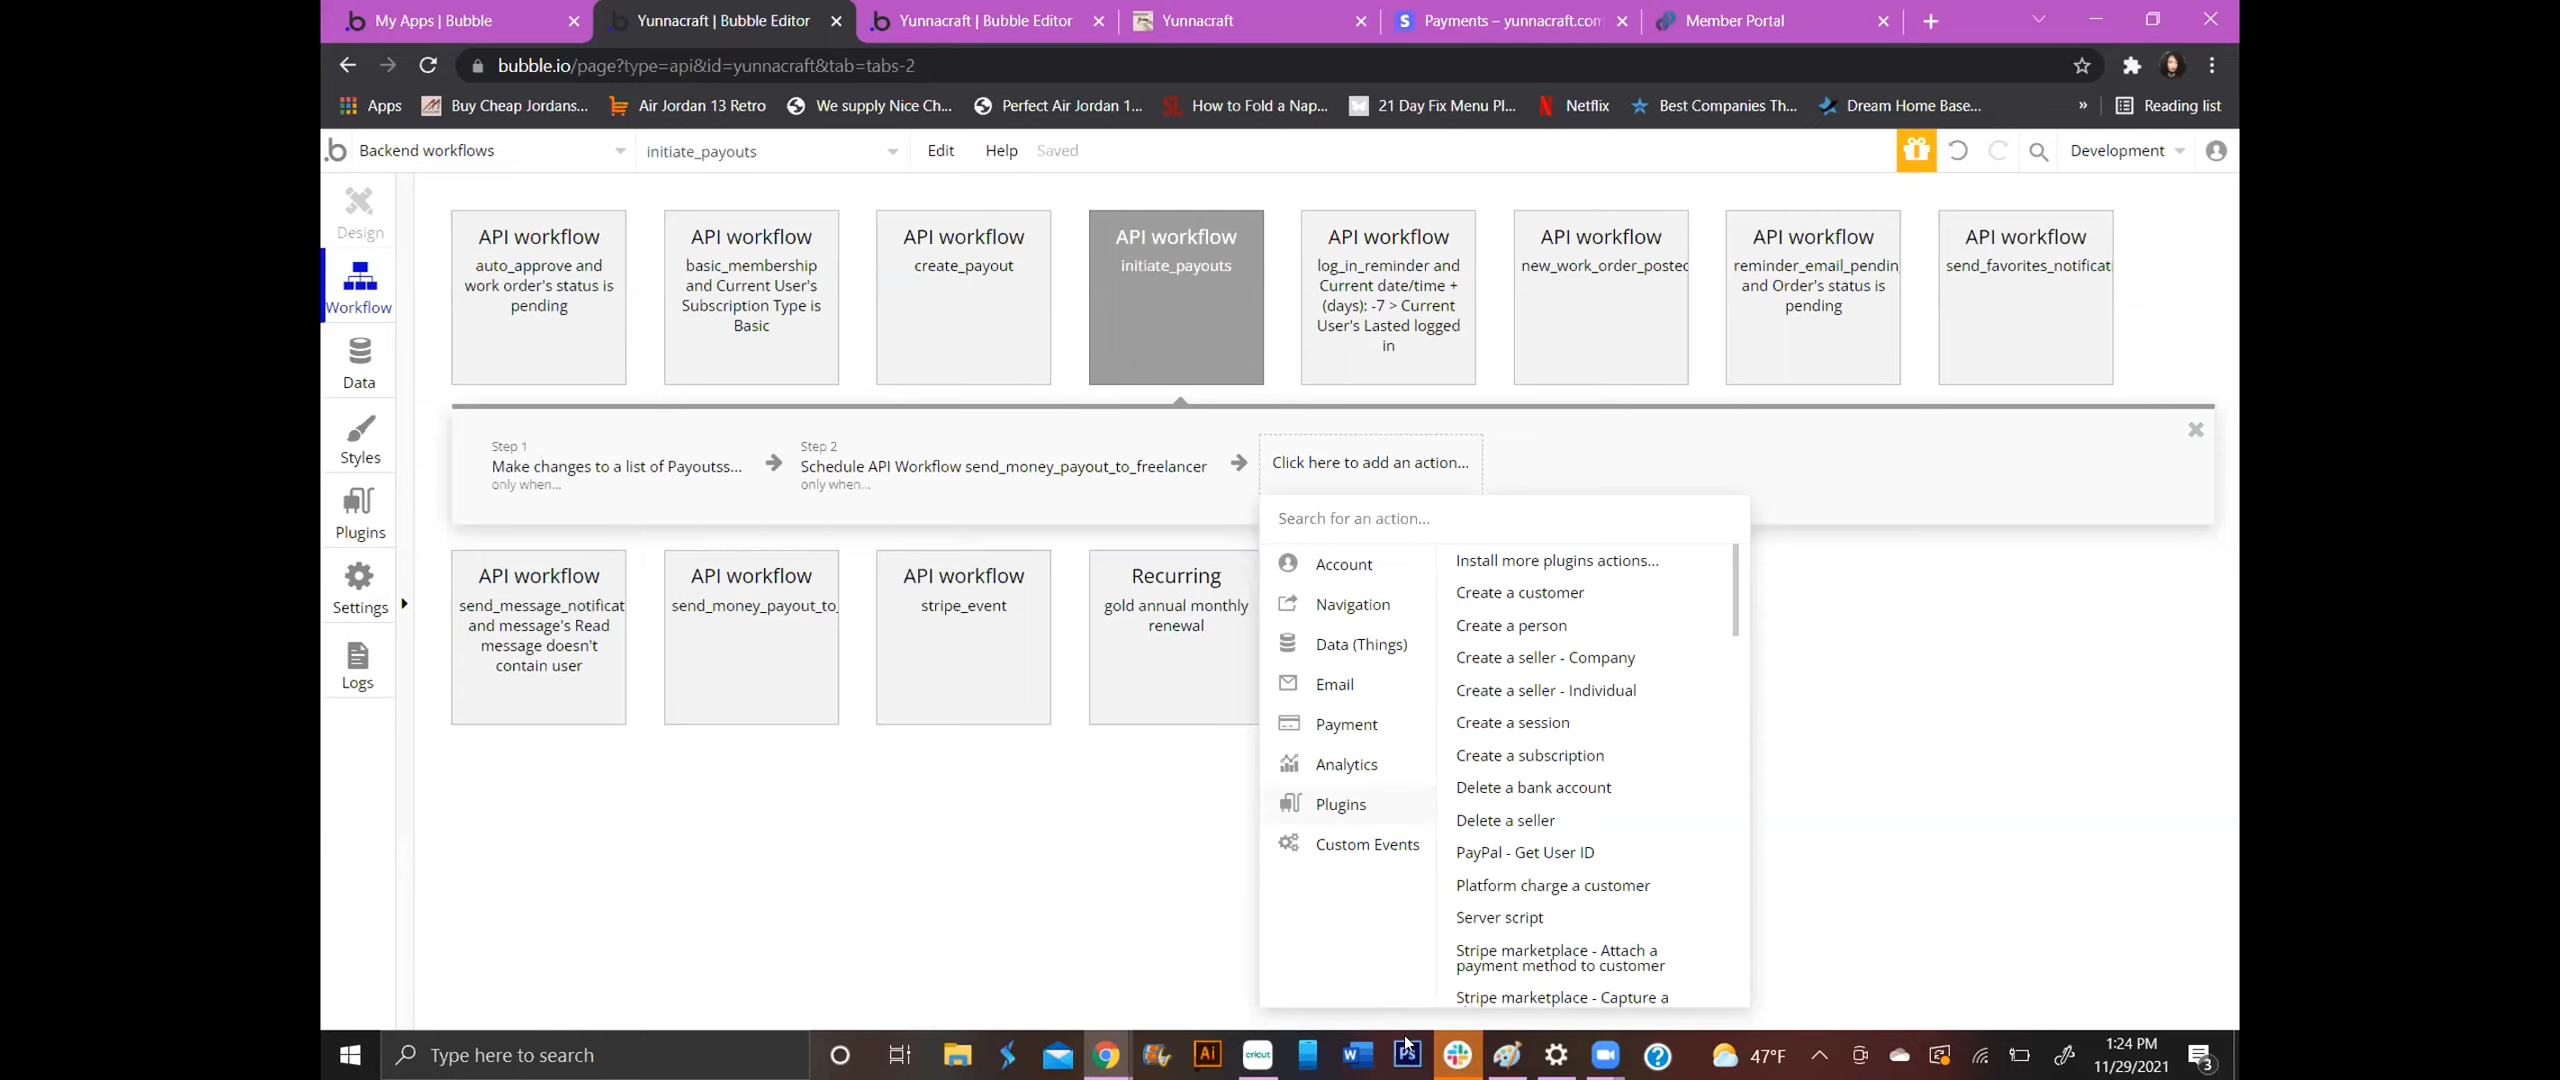 My Apps | Bubble
Yunnacraft | Bubble Editor
Yunnacraft | Bubble Editor
Yunnacraft
Payments – yunnacraft.com
Member Portal
bubble.io/page?type=api&id=yunnacraft&tab=tabs-2
Apps
Buy Cheap Jordans...
Air Jordan 13 Retro
We supply Nice Ch...
Perfect Air Jordan 1...
How to Fold a Nap...
21 Day Fix Menu Pl...
Netflix
Best Companies Th...
Dream Home Base...
»
Reading list
Backend workflows
initiate_payouts
Edit
Help
Saved
Development
Design
Workflow
Data
Styles
Plugins
Settings
Logs
API workflow
auto_approve and
work order's status is
pending
API workflow
basic_membership
and Current User's
Subscription Type is
Basic
API workflow
create_payout
API workflow
initiate_payouts
API workflow
log_in_reminder and
Current date/time +
(days): -7 > Current
User's Lasted logged
in
API workflow
new_work_order_posted
API workflow
reminder_email_pendin
and Order's status is
pending
API workflow
send_favorites_notificat
Step 1
Make changes to a list of Payoutss...
only when...
Step 2
Schedule API Workflow send_money_payout_to_freelancer
only when...
Click here to add an action...
API workflow
send_message_notificat
and message's Read
message doesn't
contain user
API workflow
send_money_payout_to_
API workflow
stripe_event
Recurring
gold annual monthly
renewal
Search for an action...
Account
Navigation
Data (Things)
Email
Payment
Analytics
Plugins
Custom Events
Install more plugins actions...
Create a customer
Create a person
Create a seller - Company
Create a seller - Individual
Create a session
Create a subscription
Delete a bank account
Delete a seller
PayPal - Get User ID
Platform charge a customer
Server script
Stripe marketplace - Attach a
payment method to customer
Stripe marketplace - Capture a
Type here to search
Ai
cricut
Ps
47°F
1:24 PM
11/29/2021
3